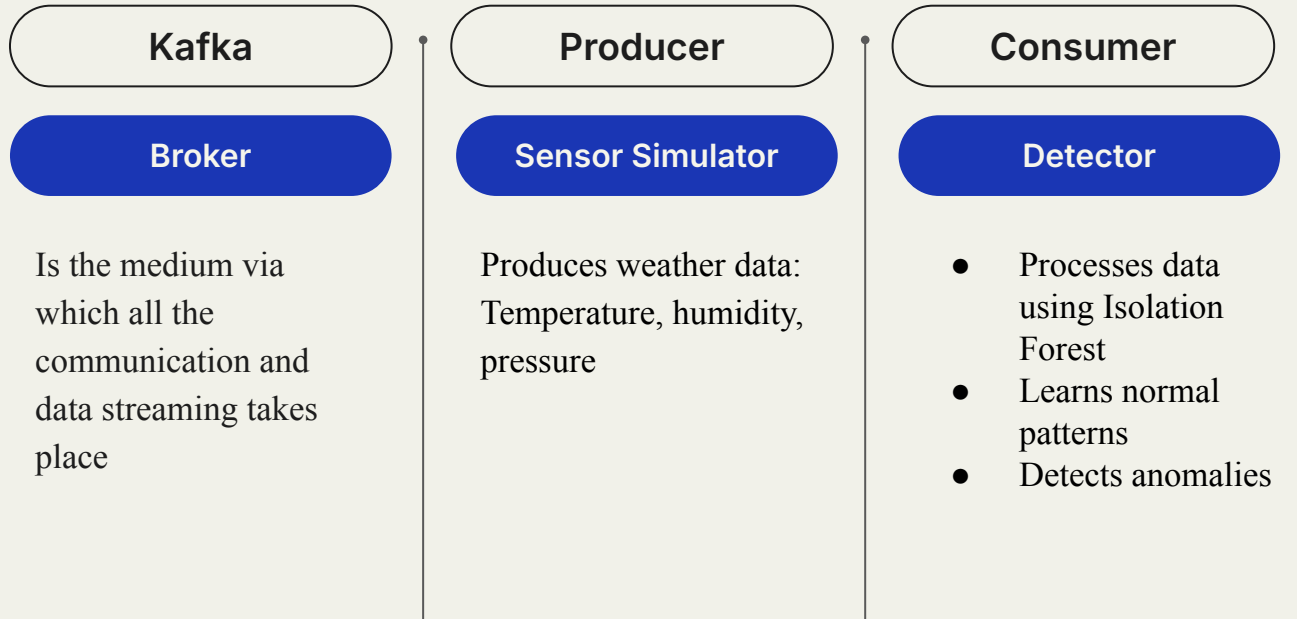 Kafka
Broker
Is the medium via
which all the
communication and
data streaming takes
place
Producer
Sensor Simulator
Produces weather data:
Temperature, humidity,
pressure
Consumer
Detector
● Processes data
using Isolation
Forest
● Learns normal
patterns
● Detects anomalies